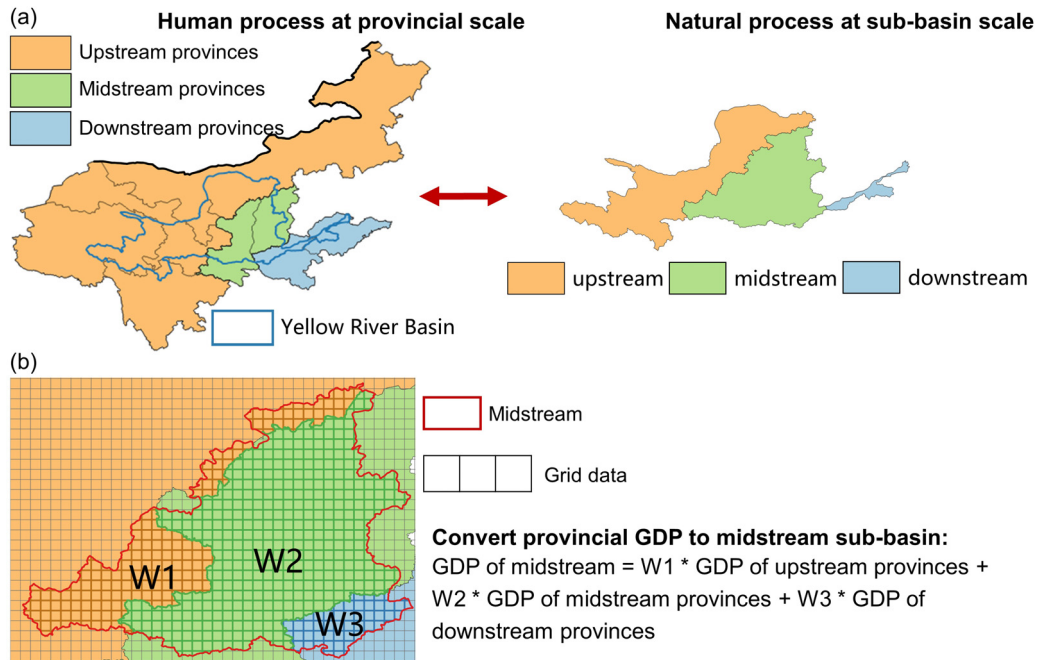 (a)
Human process at provincial scale
Natural process at sub-basin scale
Upstream provinces
Midstream provinces
Downstream provinces
Yellow River Basin
upstream
midstream
downstream
(b)
Midstream
Grid data
W1
W2
W3
Convert provincial GDP to midstream sub-basin:
GDP of midstream = W1 * GDP of upstream provinces +
W2 * GDP of midstream provinces + W3 * GDP of
downstream provinces